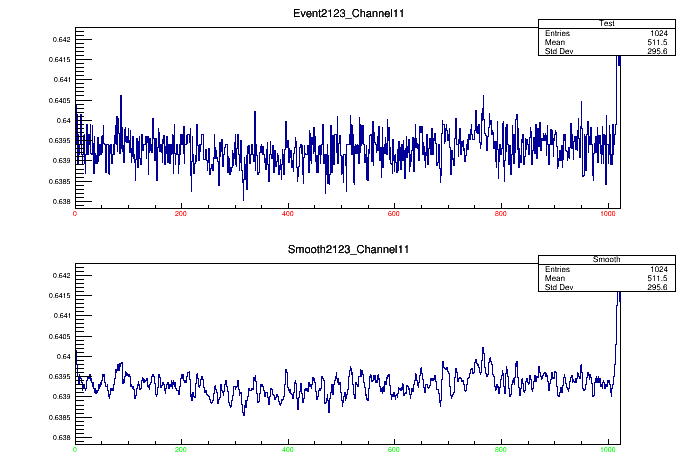 Event2123_Channel11
Test
Entries 1024
Mean 511.5
Std Dev 295.6
0.642
0.6415
0.641
0.6405
0.64
0.6395
0.639
0.6385
0.638
0 200 400 600 800 1000
Smooth2123_Channel11
Smooth
Entries 1024
Mean 511.5
Std Dev 295.6
0.642
0.6415
0.641
0.6405
0.64
0.6395
0.639
0.6385
0.638
0 200 400 600 800 1000